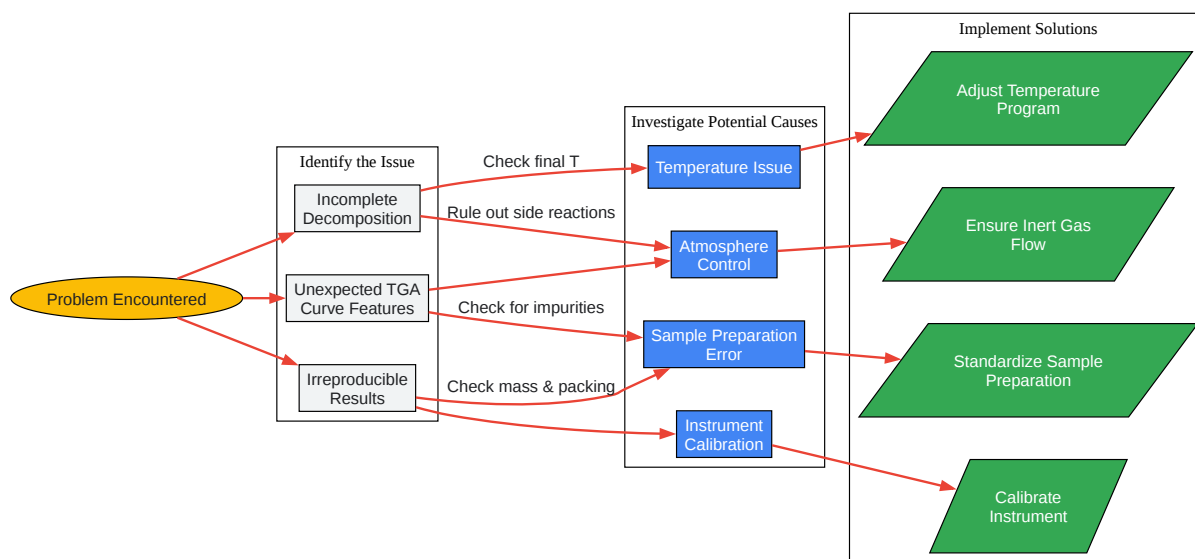 Problem Encountered
Identify the Issue
Incomplete
Decomposition
Unexpected TGA
Curve Features
Irreproducible
Results
Check final T
Rule out side reactions
Check for impurities
Check mass & packing
Investigate Potential Causes
Temperature Issue
Atmosphere
Control
Sample Preparation
Error
Instrument
Calibration
Implement Solutions
Adjust Temperature
Program
Ensure Inert Gas
Flow
Standardize Sample
Preparation
Calibrate
Instrument